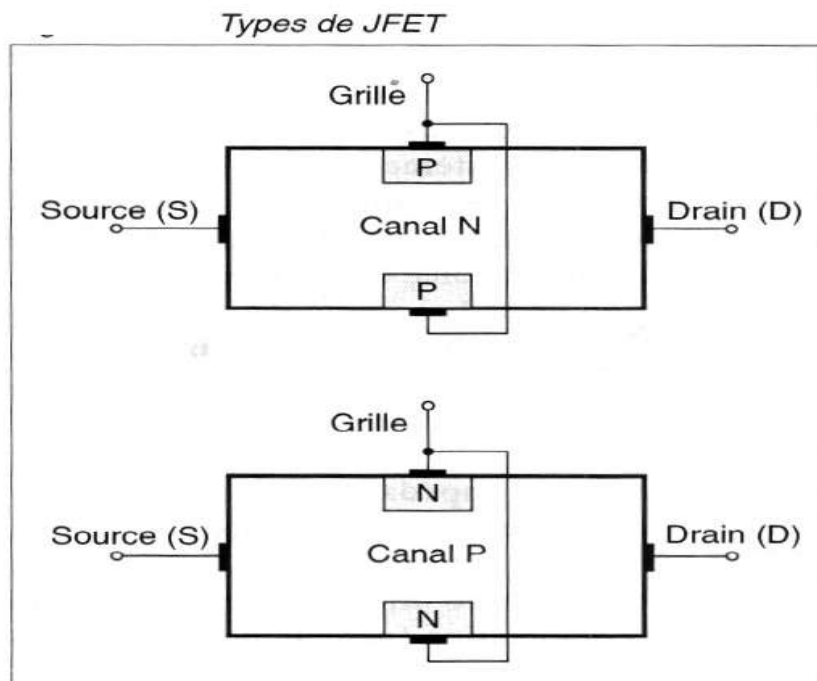 Types de JFET
Grille
P
Source (S)
Canal N
Drain (D)
P
Grille
N
Source (S)
Canal P
Drain (D)
N